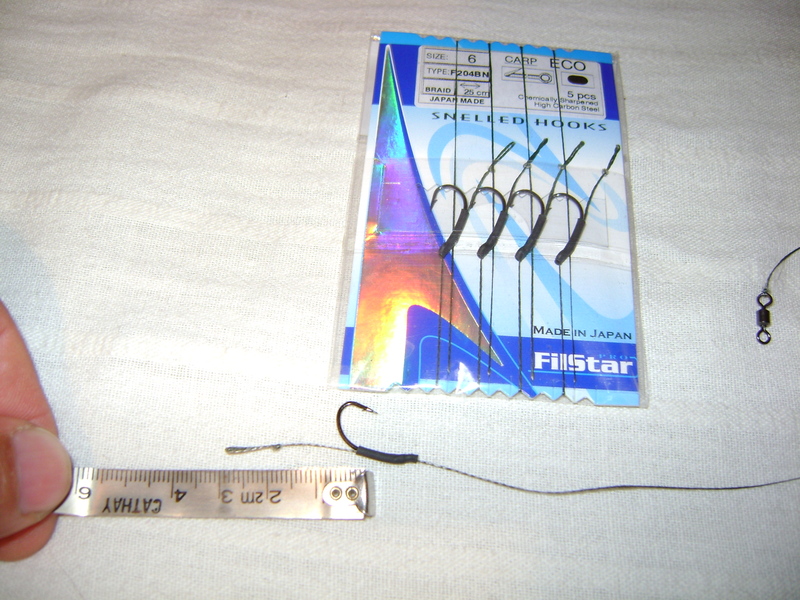 SIZE: 6
CARP ECO
TYPE: F204BN
BRAID 25 cm
JAPAN MADE
5 pcs
Chemically Sharpened
High Carbon Steel
SNELLED HOOKS
MADE IN JAPAN
FilStar
6 CATHAY 4 3 2m 2